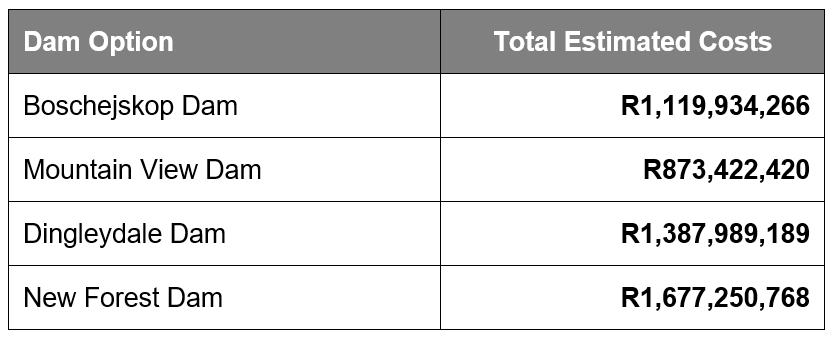 Dam Option Total Estimated Costs
Boschejskop Dam R1,119,934,266
Mountain View Dam R873,422,420
Dingleydale Dam R1,387,989,189
New Forest Dam R1,677,250,768